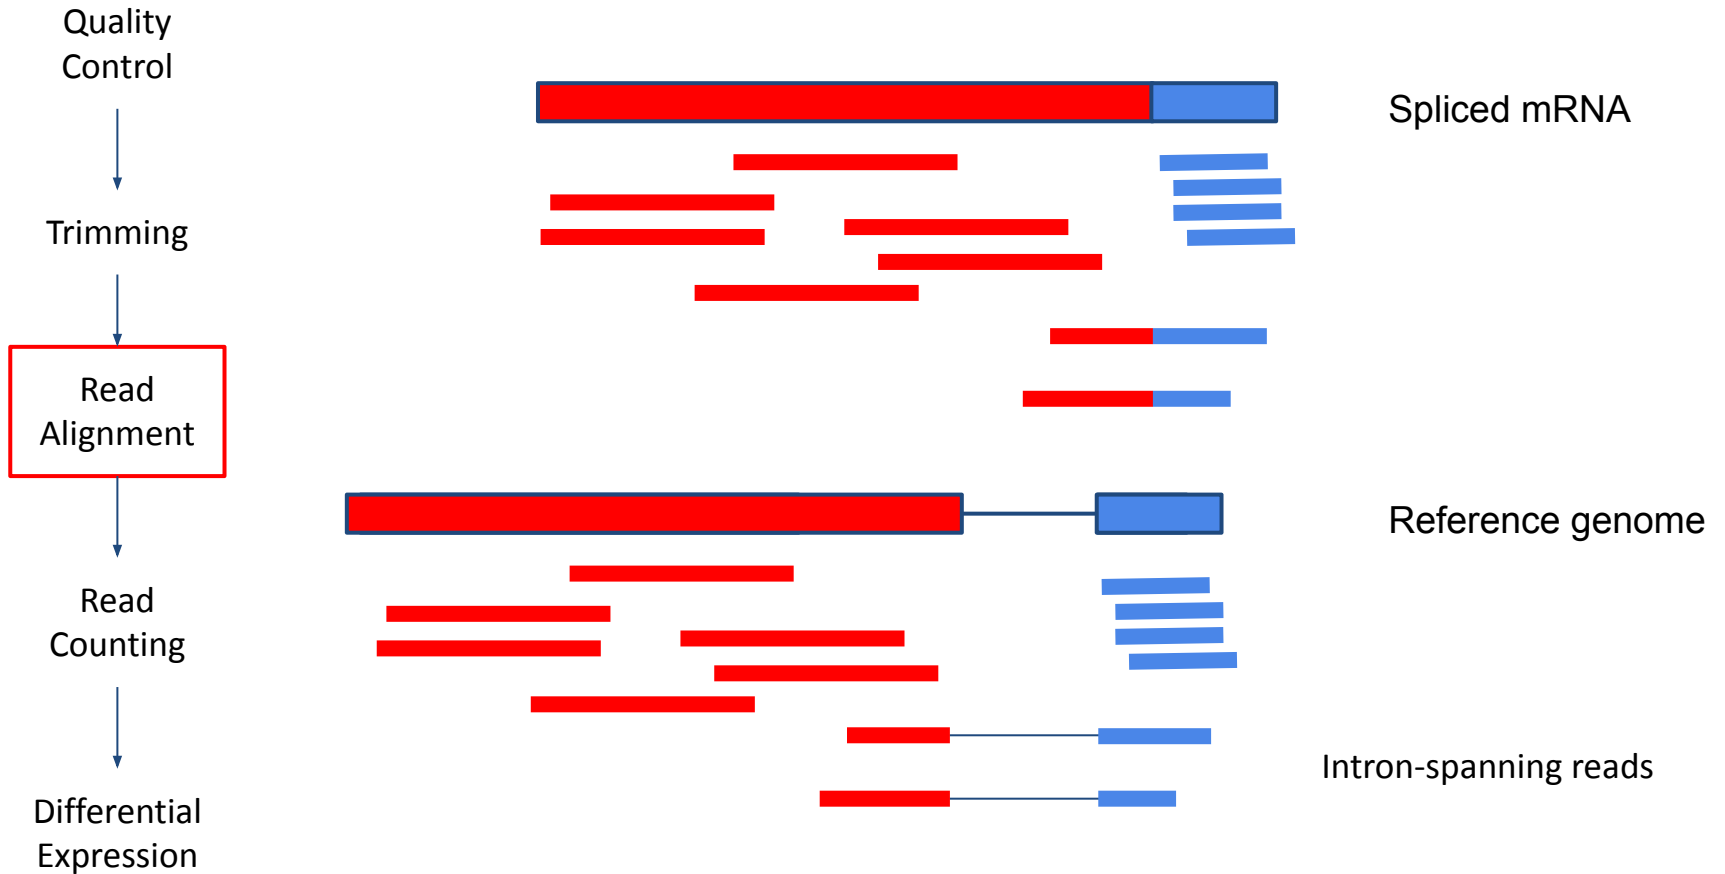 Quality
Control
Trimming
Read
Alignment
Read
Counting
Differential
Expression
Spliced mRNA
Reference genome
Intron-spanning reads